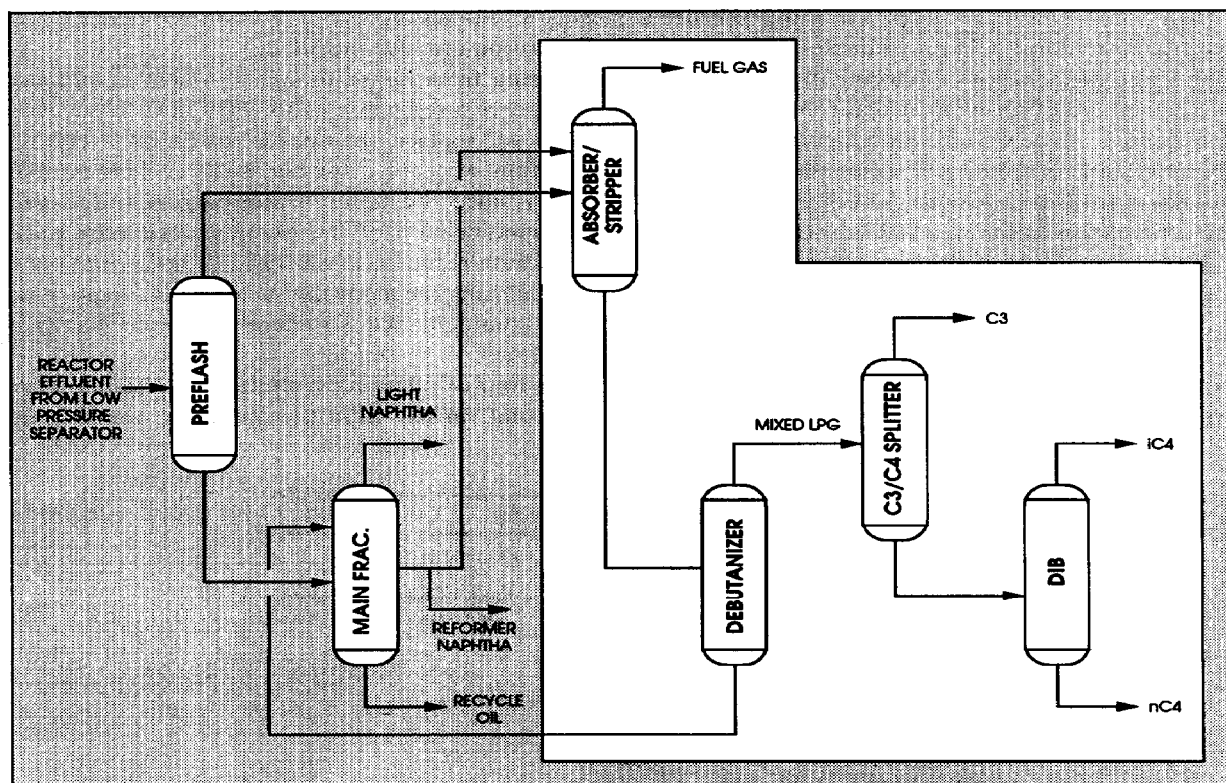 FUEL GAS
ABSORBER/
STRIPPER
PREFLASH
REACTOR
EFFLUENT
FROM LOW
PRESSURE
SEPARATOR
C3
LIGHT
NAPHTHA
C3/C4 SPLITTER
MIXED LPG
iC4
MAIN FRAC.
DEBUTANIZER
DIB
REFORMER
NAPHTHA
RECYCLE
OIL
nC4